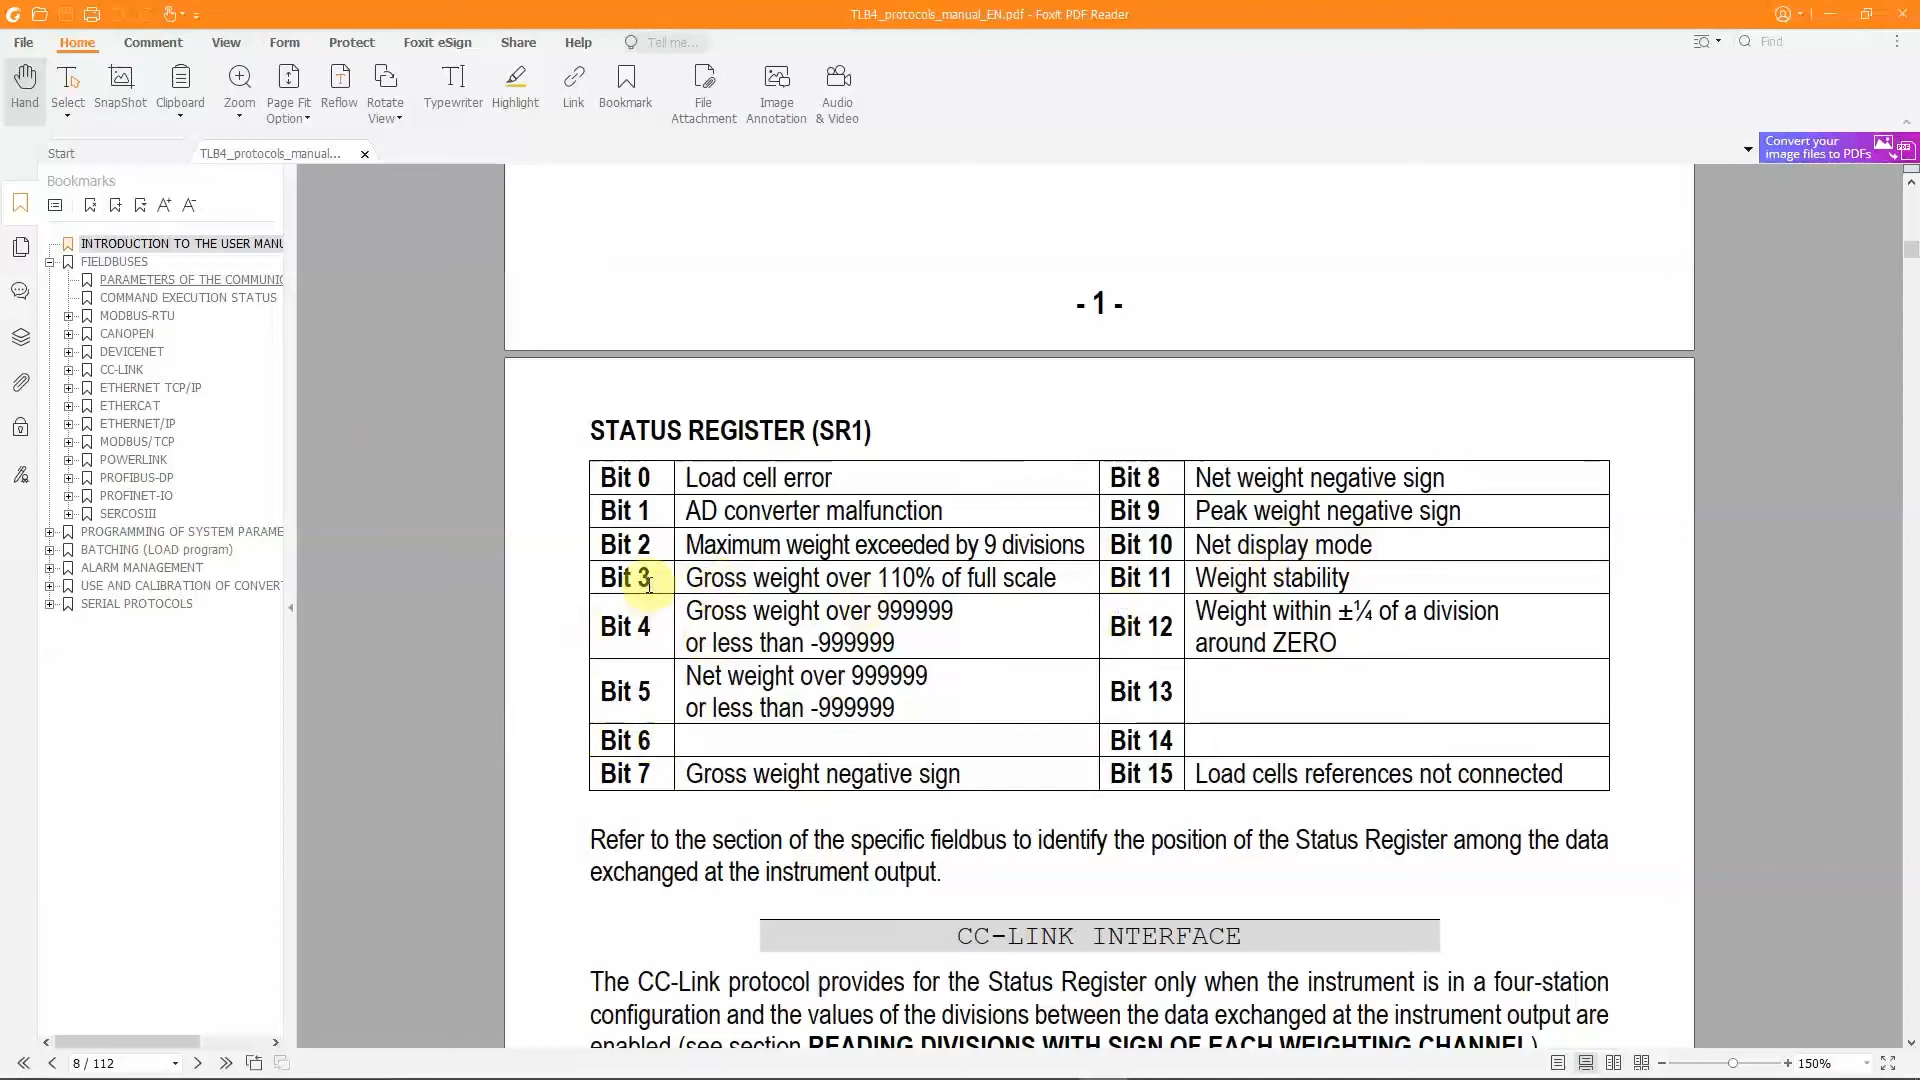 TLB4_protocols_manual_EN.pdf - Foxit PDF Reader
File Home Comment View Form Protect Foxit eSign Share Help Tell me... Find
Hand Select SnapShot Clipboard Zoom Page Fit Option Reflow Rotate View Typewriter Highlight Link Bookmark File Attachment Image Annotation Audio & Video
Start TLB4_protocols_manual...
Convert your
image files to PDFs
Bookmarks
INTRODUCTION TO THE USER MANU
FIELDBUSES
PARAMETERS OF THE COMMUNIC
COMMAND EXECUTION STATUS
MODBUS-RTU
CANOPEN
DEVICENET
CC-LINK
ETHERNET TCP/IP
ETHERCAT
ETHERNET/IP
MODBUS/TCP
POWERLINK
PROFIBUS-DP
PROFINET-IO
SERCOSIII
PROGRAMMING OF SYSTEM PARAME
BATCHING (LOAD program)
ALARM MANAGEMENT
USE AND CALIBRATION OF CONVERT
SERIAL PROTOCOLS
- 1 -
STATUS REGISTER (SR1)
Bit 0 Load cell error Bit 8 Net weight negative sign
Bit 1 AD converter malfunction Bit 9 Peak weight negative sign
Bit 2 Maximum weight exceeded by 9 divisions Bit 10 Net display mode
Bit 3 Gross weight over 110% of full scale Bit 11 Weight stability
Bit 4 Gross weight over 999999
or less than -999999
Bit 12 Weight within ±¼ of a division
around ZERO
Bit 5 Net weight over 999999
or less than -999999
Bit 13
Bit 6 Bit 14
Bit 7 Gross weight negative sign Bit 15 Load cells references not connected
Refer to the section of the specific fieldbus to identify the position of the Status Register among the data
exchanged at the instrument output.
CC-LINK INTERFACE
The CC-Link protocol provides for the Status Register only when the instrument is in a four-station
configuration and the values of the divisions between the data exchanged at the instrument output are
enabled (see section READING DIVISIONS WITH SIGN OF EACH WEIGHTING CHANNEL)
8 / 112
150%